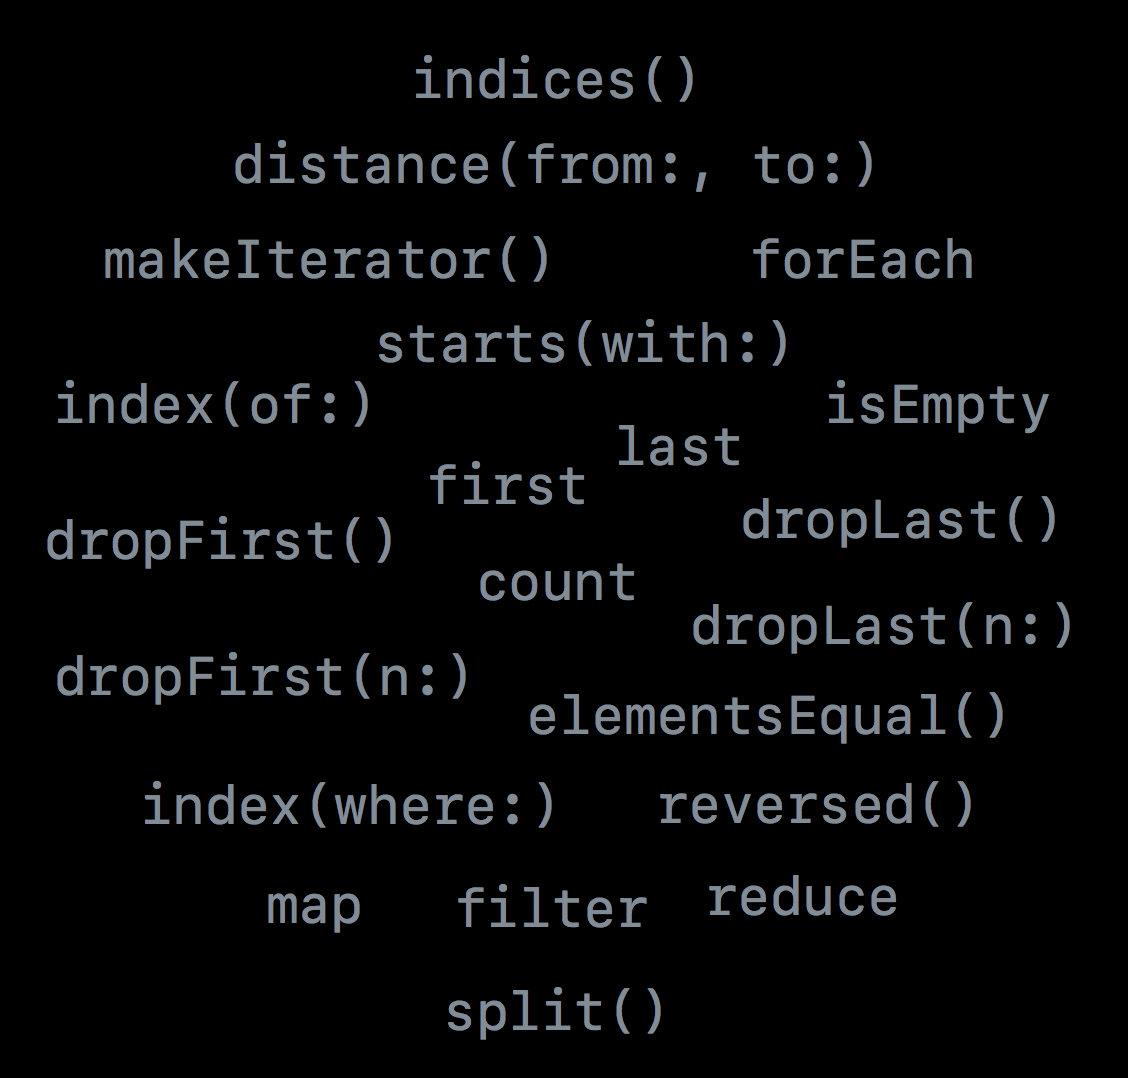 indices()
distance(from:, to:)
makeIterator() forEach
starts(with:)
index(of:) isEmpty
last
first
dropFirst() dropLast()
count
dropLast(n:)
dropFirst(n:)
elementsEqual()
index(where:) reversed()
map filter reduce
split()